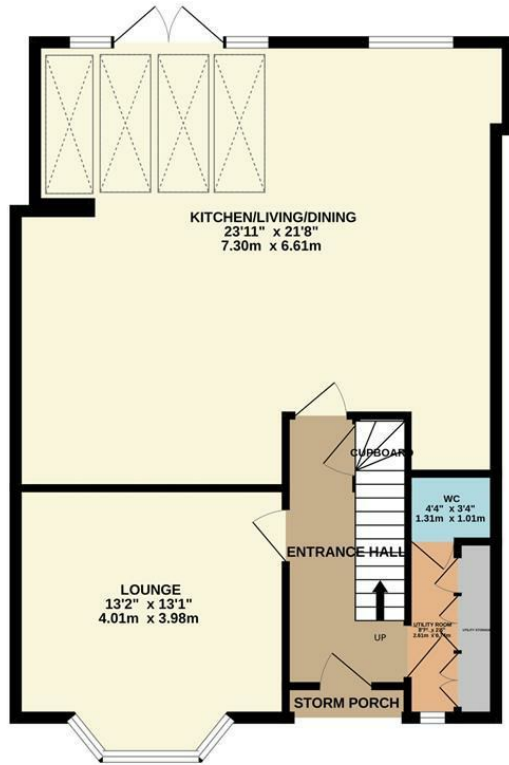 KITCHEN/LIVING/DINING
23'11" x 21'8"
7.30m x 6.61m
CUPBOARD
WC
4'4" x 3'4"
1.31m x 1.01m
ENTRANCE HALL
LOUNGE
13'2" x 13'1"
4.01m x 3.98m
UTILITY ROOM
UP
STORM PORCH